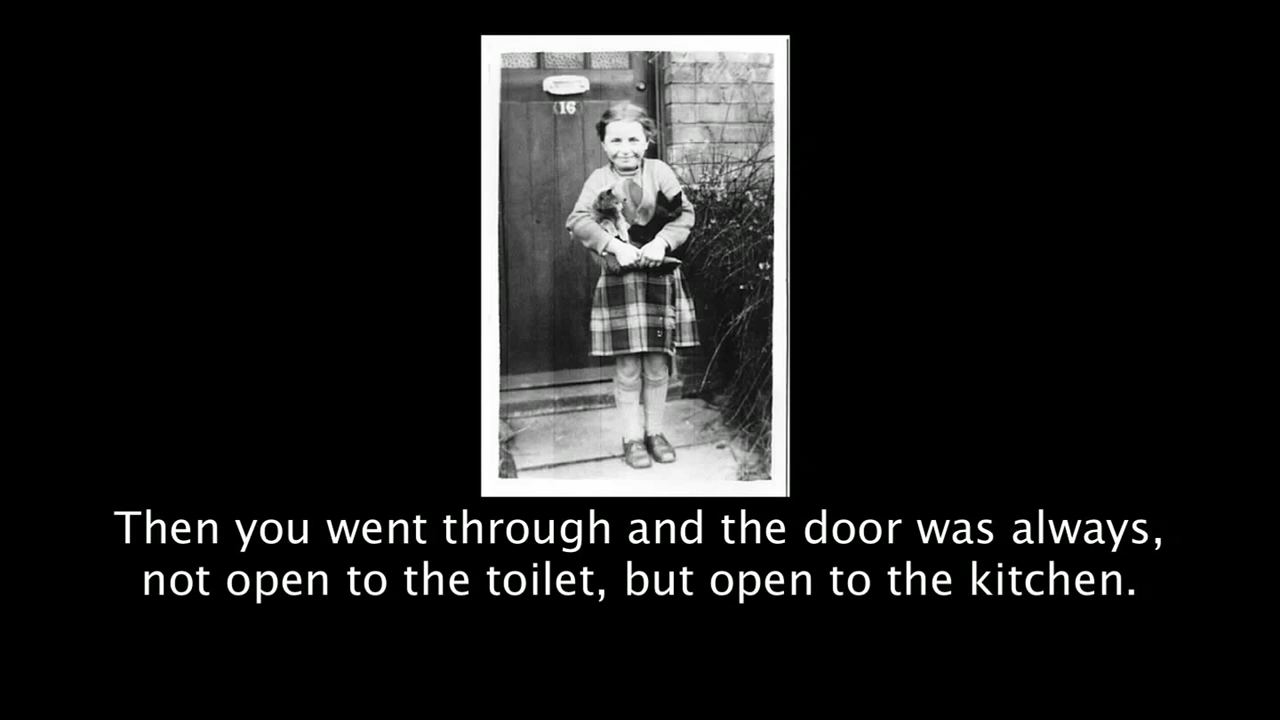 16
Then you went through and the door was always,
not open to the toilet, but open to the kitchen.